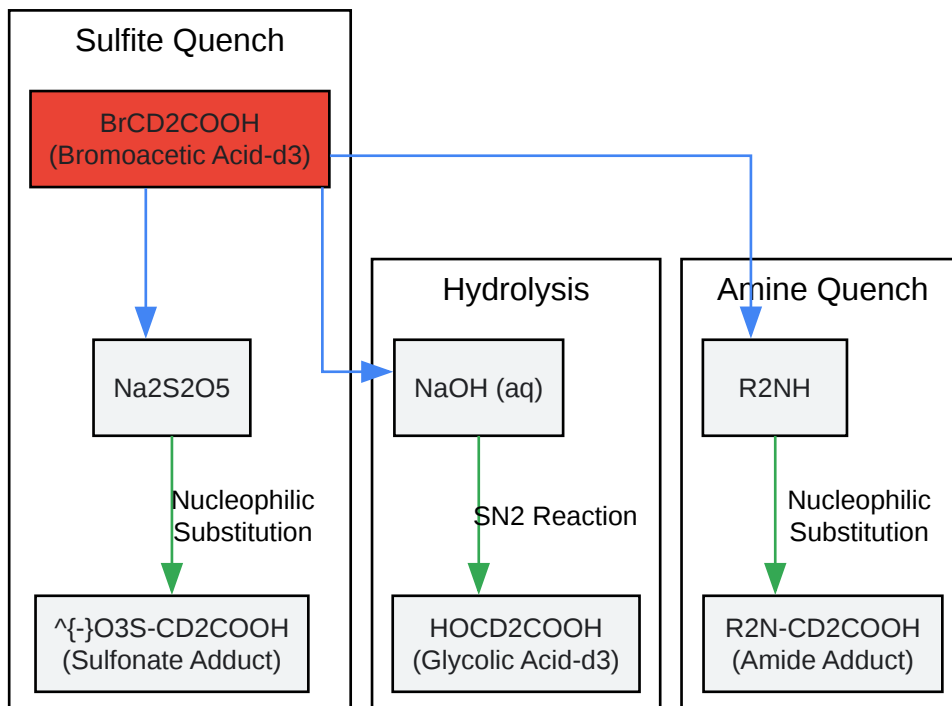 Sulfite Quench
BrCD2COOH
(Bromoacetic Acid-d3)
Hydrolysis
Amine Quench
Na2S2O5
NaOH (aq)
R2NH
Nucleophilic
Substitution
SN2 Reaction
Nucleophilic
Substitution
^{-}O3S-CD2COOH
(Sulfonate Adduct)
HOCD2COOH
(Glycolic Acid-d3)
R2N-CD2COOH
(Amide Adduct)